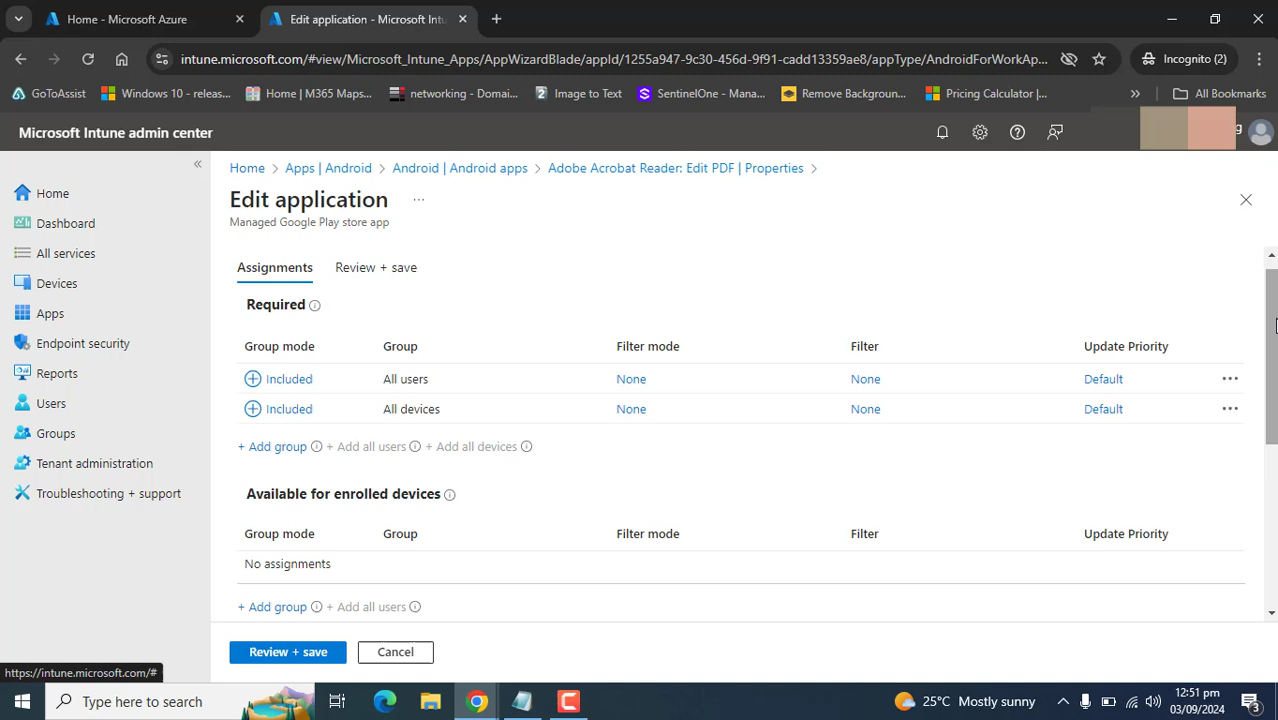 Home - Microsoft Azure
Edit application - Microsoft Intu
intune.microsoft.com/#view/Microsoft_Intune_Apps/AppWizardBlade/appId/1255a947-9c30-456d-9f91-cadd13359ae8/appType/AndroidForWorkAp...
Incognito (2)
GoToAssist
Windows 10 - releas...
Home | M365 Maps...
networking - Domai...
Image to Text
SentinelOne - Mana...
Remove Background...
Pricing Calculator |...
All Bookmarks
Microsoft Intune admin center
g
Home
Dashboard
All services
Devices
Apps
Endpoint security
Reports
Users
Groups
Tenant administration
Troubleshooting + support
Home > Apps | Android > Android | Android apps > Adobe Acrobat Reader: Edit PDF | Properties >
Edit application ...
Managed Google Play store app
Assignments Review + save
Required
Group mode Group Filter mode Filter Update Priority
Included All users None None Default
Included All devices None None Default
+ Add group + Add all users + Add all devices
Available for enrolled devices
Group mode Group Filter mode Filter Update Priority
No assignments
+ Add group + Add all users
Review + save Cancel
https://intune.microsoft.com/#
Type here to search
25°C Mostly sunny
12:51 pm
03/09/2024
3